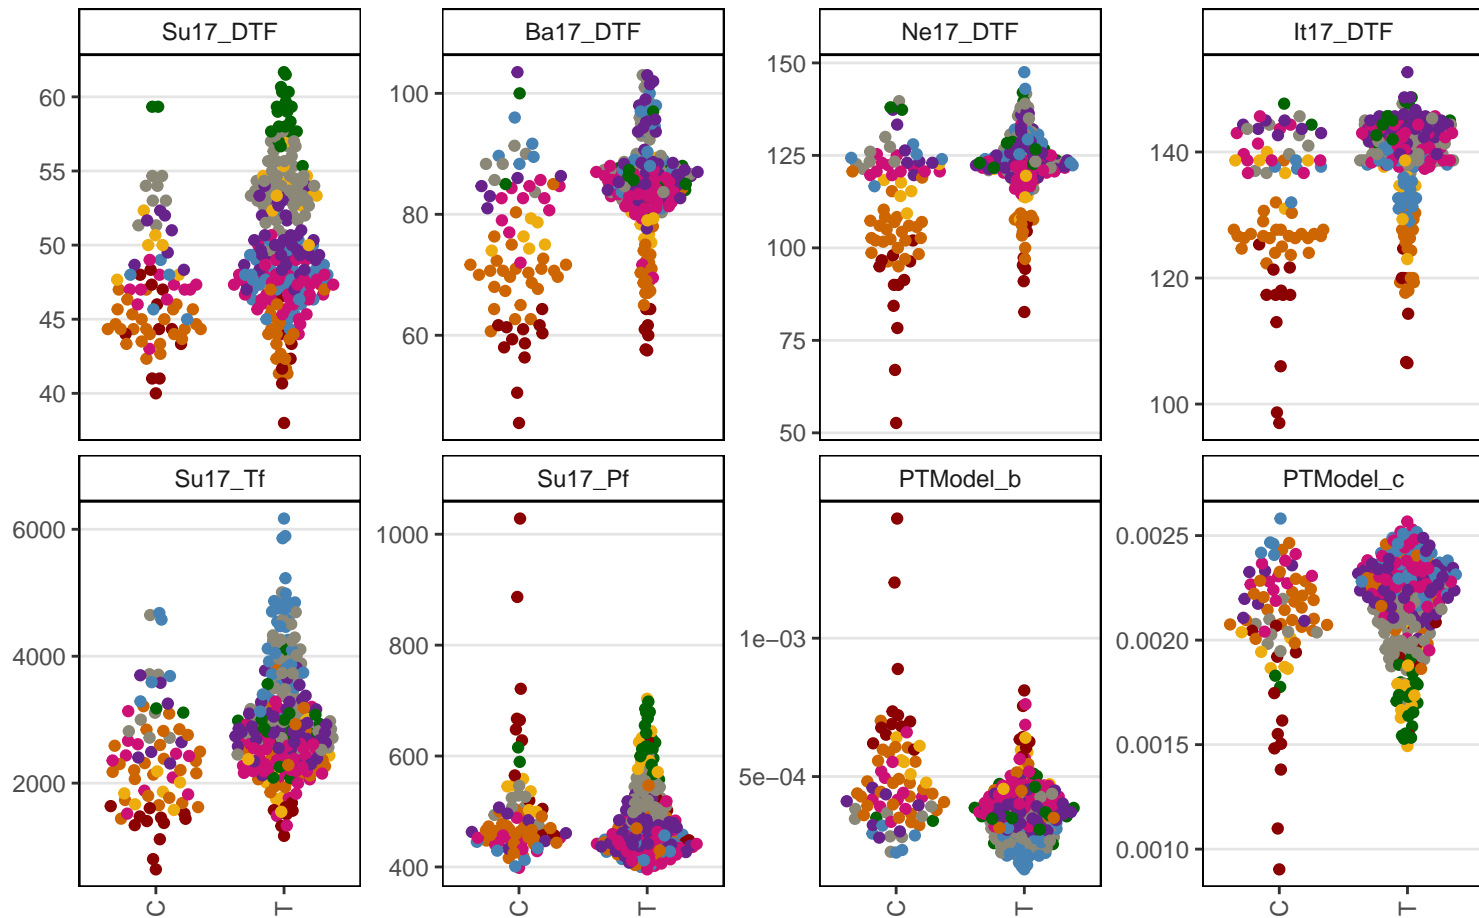 Su17_DTF Ba17_DTF Ne17_DTF It17_DTF
60 55 50 45 40
100 80 60
150 125 100 75 50
140 120 100
Su17_Tf Su17_Pf PTModel_b PTModel_c
6000 4000 2000
1000 800 600 400
1e−03 5e−04
0.0025 0.0020 0.0015 0.0010
C T C T C T C T